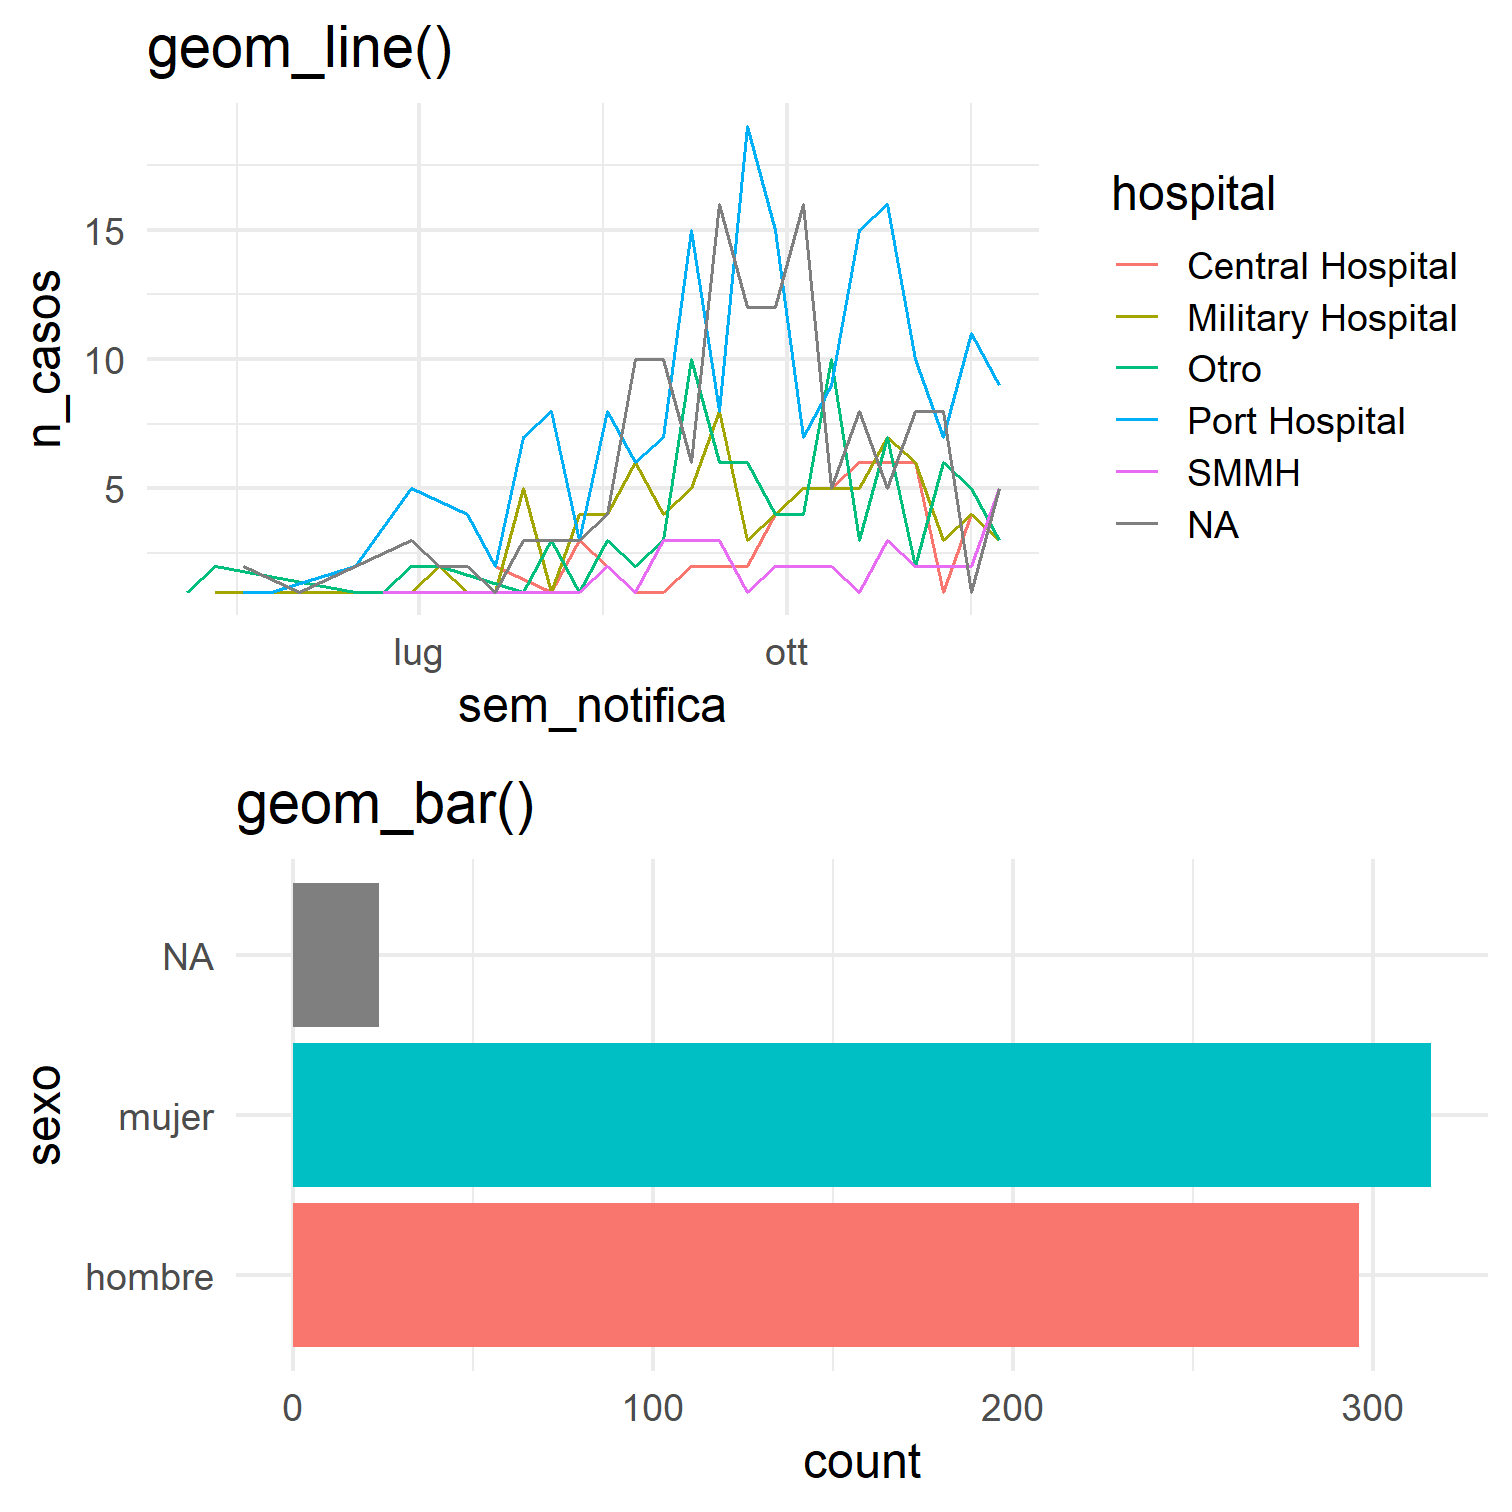 geom_line()
15
10
5
n_casos
lug
ott
sem_notifica
hospital
Central Hospital
Military Hospital
Otro
Port Hospital
SMMH
NA
geom_bar()
NA
mujer
hombre
sexo
0
100
200
300
count